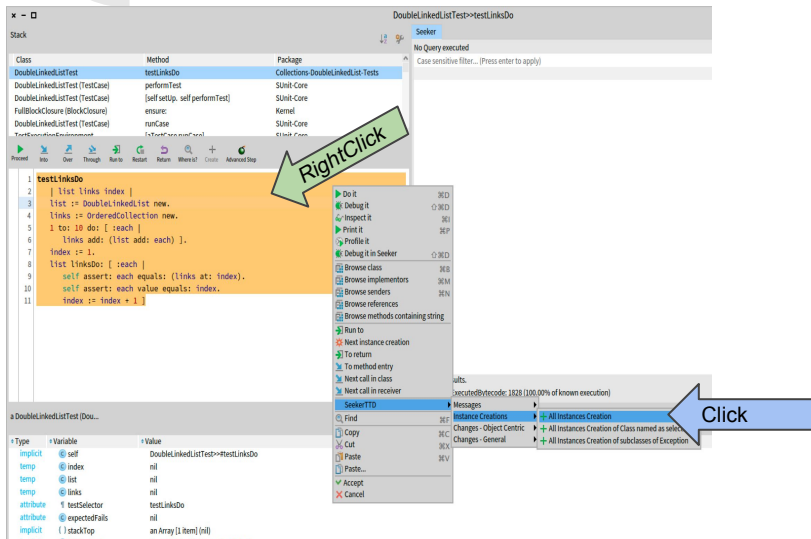 x – □ DoubleLinkedListTest>>testLinksDo
Stack
Seeker
No Query executed
Case sensitive filter... (Press enter to apply)
Class Method Package
DoubleLinkedListTest testLinksDo Collections-DoubleLinkedList-Tests
DoubleLinkedListTest (TestCase) performTest SUnit-Core
DoubleLinkedListTest (TestCase) [self setUp. self performTest] SUnit-Core
FullBlockClosure (BlockClosure) ensure: Kernel
DoubleLinkedListTest (TestCase) runCase SUnit-Core
TestExecutionEnvironment [aTestCase runCase] SUnit-Core
Proceed Into Over Through Run to Restart Return Where is? Create Advanced Step
RightClick
1 testLinksDo
2 | list links index |
3 list := DoubleLinkedList new.
4 links := OrderedCollection new.
5 1 to: 10 do: [ :each |
6 links add: (list add: each) ].
7 index := 1.
8 list linksDo: [ :each |
9 self assert: each equals: (links at: index).
10 self assert: each value equals: index.
11 index := index + 1 ]
Do it ⌘D
Debug it ⇧⌘D
Inspect it ⌘I
Print it ⌘P
Profile it
Debug it in Seeker ⇧⌘D
Browse class ⌘B
Browse implementors ⌘M
Browse senders ⌘N
Browse references
Browse methods containing string
Run to
Next instance creation
To return
To method entry
Next call in class
Next call in receiver
SeekerTTD
Find ⌘F
Copy ⌘C
Cut ⌘X
Paste ⌘V
Paste...
Accept
Cancel
ults.
ExecutedBytecode: 1828 (100.00% of known execution)
Messages
Instance Creations
Changes - Object Centric
Changes - General
All Instances Creation
All Instances Creation of Class named as selec
All Instances Creation of subclasses of Exception
Click
a DoubleLinkedListTest (Dou...
Type Variable Value
implicit self DoubleLinkedListTest>>#testLinksDo
temp index nil
temp list nil
temp links nil
attribute testSelector testLinksDo
attribute expectedFails nil
implicit stackTop an Array [1 item] (nil)